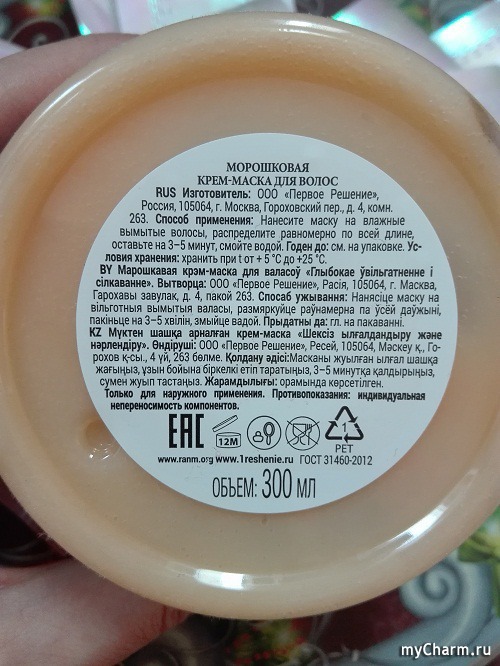 МОРОШКОВАЯ
КРЕМ-МАСКА ДЛЯ ВОЛОС
RUS Изготовитель: ООО “Первое Решение”,
Россия, 105064, г. Москва, Гороховский пер., д. 4, комн.
263. Способ применения: Нанесите маску на влажные
вымытые волосы, распределите равномерно по всей длине,
оставьте на 3–5 минут, смойте водой. Годен до: см. на упаковке. Ус-
ловия хранения: хранить при t от + 5 °C до +25 °C.
BY Марошкавая крэм-маска для валасоў «Глыбокае ўвільгатненне і
сілкаванне». Вытворца: ООО “Первое Решение”, Расія, 105064, г. Масква,
Гарохавы завулак, д. 4, пакой 263. Спосаб ужывання: Нанясіце маску на
вільготныя вымытыя валасы, размяркуйце раўнамерна па ўсёй даўжыні,
пакіньце на 3–5 хвілін, змыйце вадой. Прыдатны да: гл. на пакаванні.
KZ Мүктен шашқа арналған крем-маска «Шексіз ылғалдандыру және
нәрлендіру». Өндіруші: ООО “Первое Решение”, Ресей, 105064, Мәскеу қ., Го-
рохов қ-сы., 4 үй, 263 бөлме. Қолдану әдісі:Масканы жуылған ылғал шашқа
жағыңыз, ұзын бойына біркелкі етіп таратыңыз, 3–5 минутқа қалдырыңыз,
сумен жуып тастаңыз. Жарамдылығы: орамында көрсетілген.
Только для наружного применения. Противопоказания: индивидуальная
непереносимость компонентов.
EAC 12M 1 PET
www.ranm.org www.1reshenie.ru ГОСТ 31460-2012
ОБЪЕМ: 300 МЛ
myCharm.ru